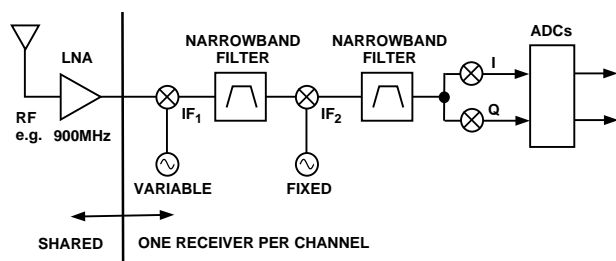 LNA
NARROWBAND
FILTER
NARROWBAND
FILTER
ADCs
I
Q
RF
e.g.
900MHz
IF1
IF2
VARIABLE
FIXED
SHARED
ONE RECEIVER PER CHANNEL